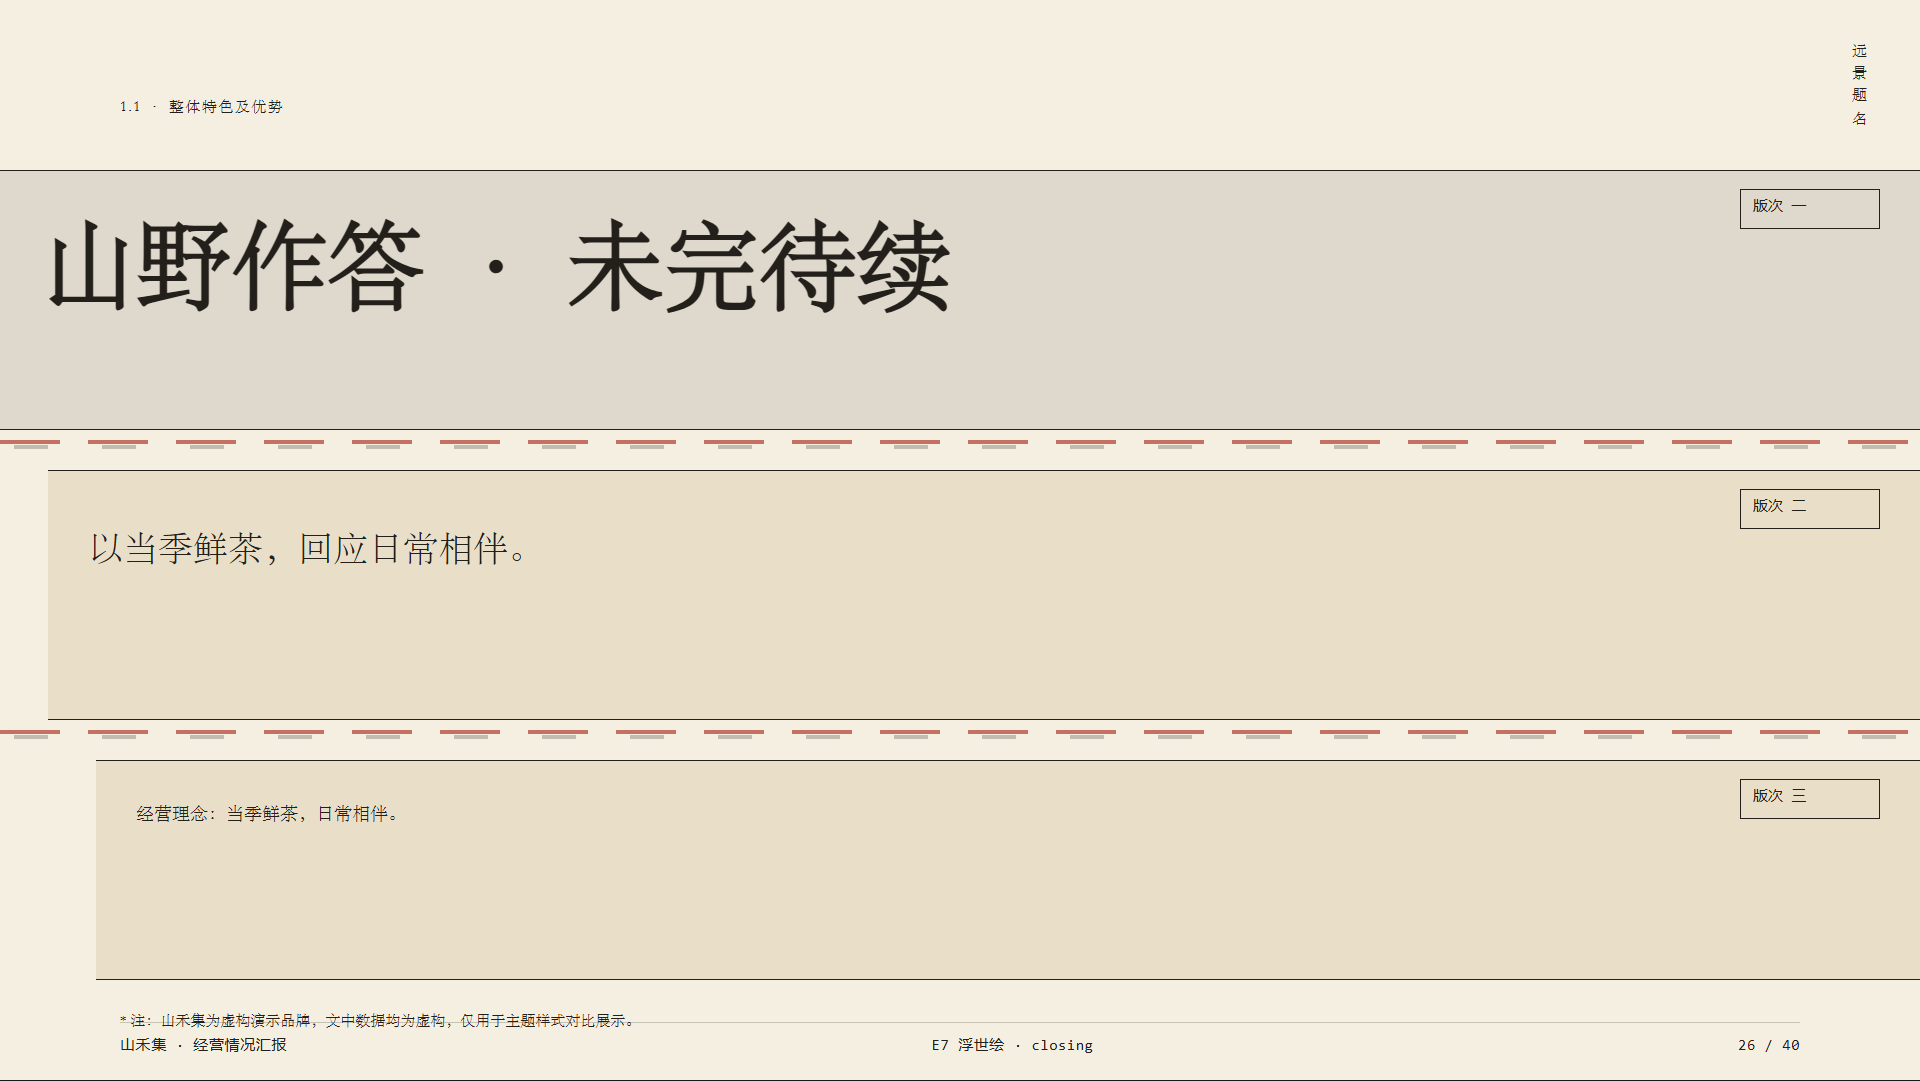 1.1 · 整体特色及优势
远景题名
版次 一
山野作答 · 未完待续
版次 二
以当季鲜茶，回应日常相伴。
版次 三
经营理念：当季鲜茶，日常相伴。
* 注：山禾集为虚构演示品牌，文中数据均为虚构，仅用于主题样式对比展示。
山禾集 · 经营情况汇报
E7 浮世绘 · closing
26 / 40